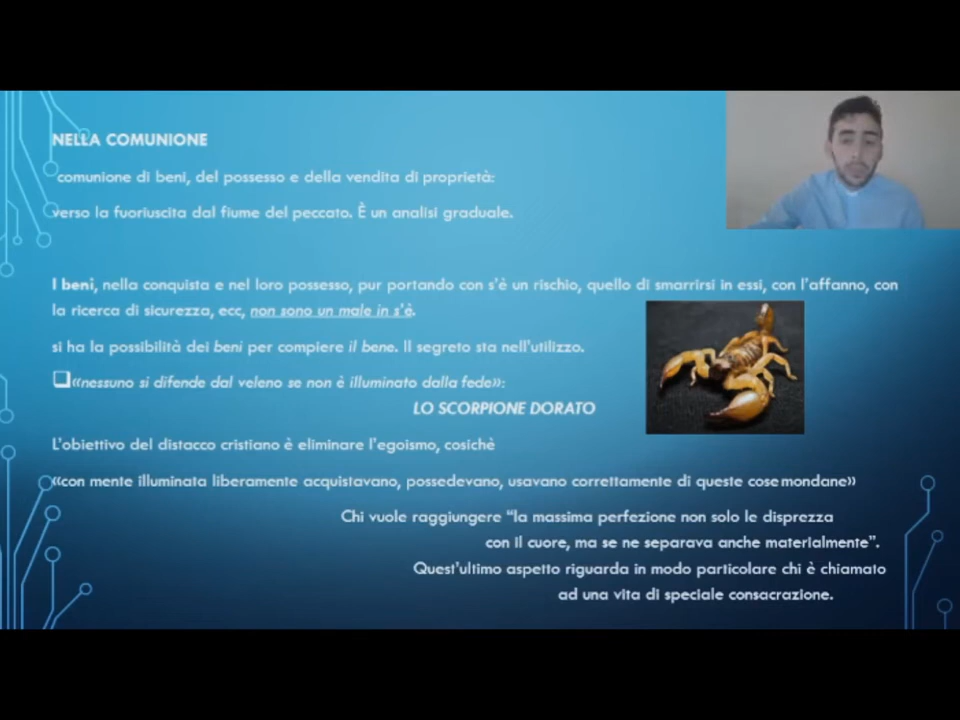 NELLA COMUNIONE
comunione di beni, del possesso e della vendita di proprietà:
verso la fuoriuscita dal fiume del peccato. È un analisi graduale.
I beni, nella conquista e nel loro possesso, pur portando con s'é un rischio, quello di smarrirsi in essi, con l'affanno, con
la ricerca di sicurezza, ecc, non sono un male in s'è.
si ha la possibilità dei beni per compiere il bene. Il segreto sta nell'utilizzo.
❑«nessuno si difende dal veleno se non è illuminato dalla fede»:
LO SCORPIONE DORATO
L'obiettivo del distacco cristiano è eliminare l'egoismo, cosichè
«con mente illuminata liberamente acquistavano, possedevano, usavano correttamente di queste cose mondane»
Chi vuole raggiungere "la massima perfezione non solo le disprezza
con il cuore, ma se ne separava anche materialmente".
Quest'ultimo aspetto riguarda in modo particolare chi è chiamato
ad una vita di speciale consacrazione.